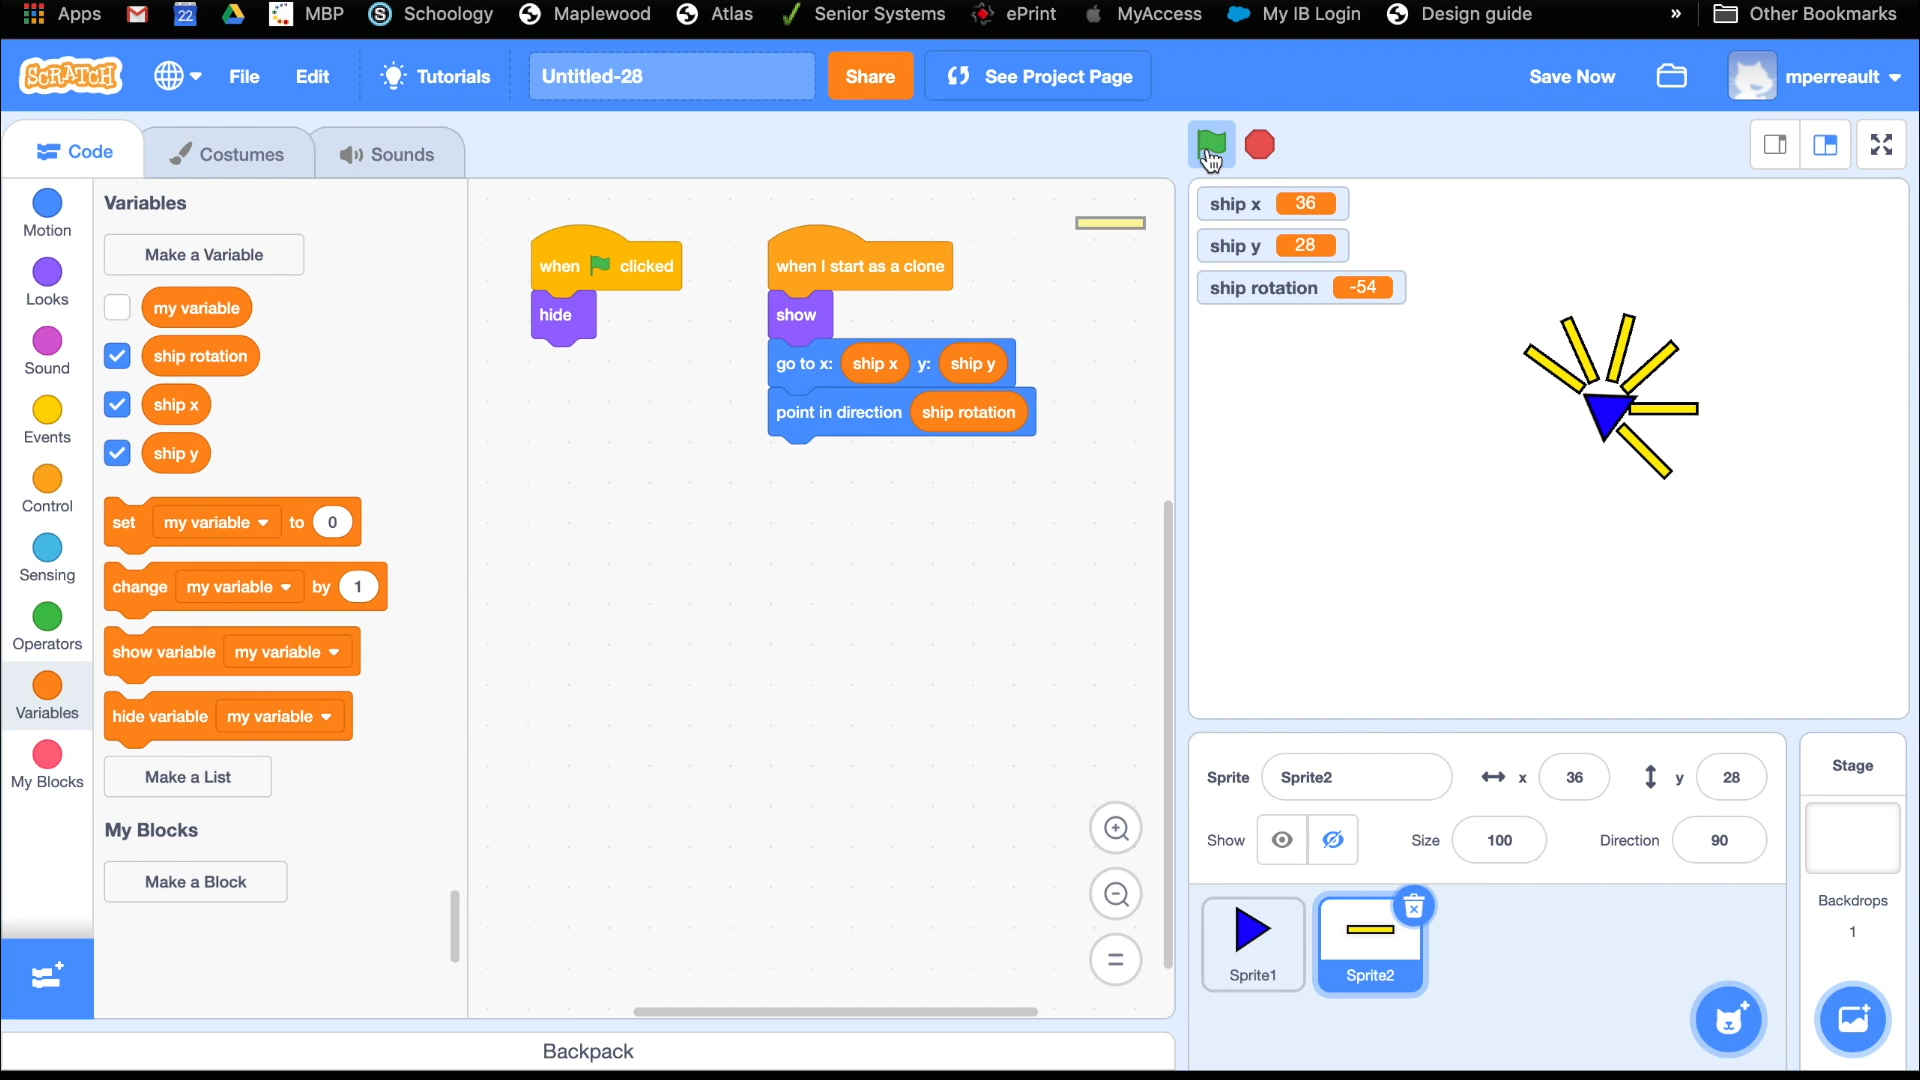 Apps 22 MBP Schoology Maplewood Atlas Senior Systems ePrint MyAccess My IB Login Design guide » Other Bookmarks
SCRATCH File Edit Tutorials Untitled-28 Share See Project Page Save Now mperreault
Code Costumes Sounds
Motion
Looks
Sound
Events
Control
Sensing
Operators
Variables
My Blocks
Variables
Make a Variable
my variable
ship rotation
ship x
ship y
set my variable to 0
change my variable by 1
show variable my variable
hide variable my variable
Make a List
My Blocks
Make a Block
when clicked
hide
when I start as a clone
show
go to x: ship x y: ship y
point in direction ship rotation
Backpack
ship x 36
ship y 28
ship rotation -54
Sprite Sprite2 x 36 y 28
Show Size 100 Direction 90
Sprite1
Sprite2
Stage
Backdrops
1